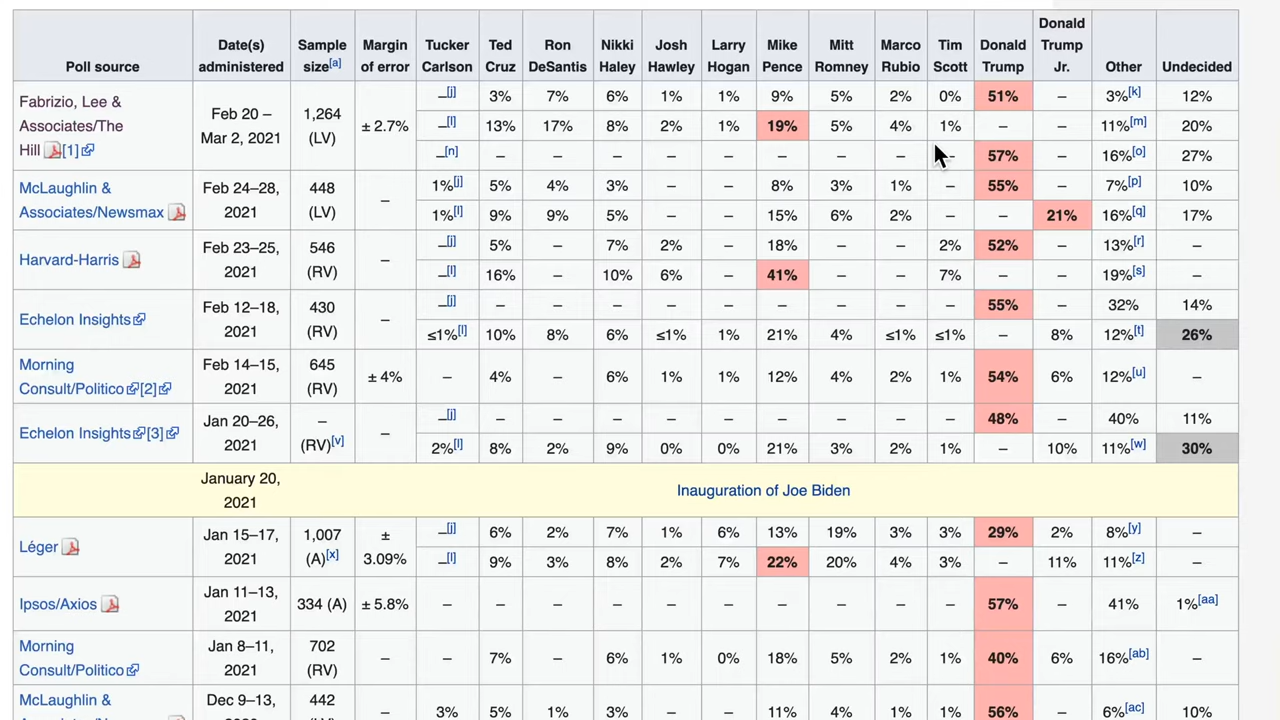 Poll source Date(s) administered Sample size[a] Margin of error Tucker Carlson Ted Cruz Ron DeSantis Nikki Haley Josh Hawley Larry Hogan Mike Pence Mitt Romney Marco Rubio Tim Scott Donald Trump Donald Trump Jr. Other Undecided
Fabrizio, Lee & Associates/The Hill [1] Feb 20 – Mar 2, 2021 1,264 (LV) ± 2.7% –[j] 3% 7% 6% 1% 1% 9% 5% 2% 0% 51% – 3%[k] 12%
–[l] 13% 17% 8% 2% 1% 19% 5% 4% 1% – – 11%[m] 20%
–[n] – – – – – – – – – 57% – 16%[o] 27%
McLaughlin & Associates/Newsmax Feb 24–28, 2021 448 (LV) – 1%[j] 5% 4% 3% – – 8% 3% 1% – 55% – 7%[p] 10%
1%[l] 9% 9% 5% – – 15% 6% 2% – – 21% 16%[q] 17%
Harvard-Harris Feb 23–25, 2021 546 (RV) – –[j] 5% – 7% 2% – 18% – – 2% 52% – 13%[r] –
–[l] 16% – 10% 6% – 41% – – 7% – – 19%[s] –
Echelon Insights Feb 12–18, 2021 430 (RV) – –[j] – – – – – – – – – 55% – 32% 14%
≤1%[l] 10% 8% 6% ≤1% 1% 21% 4% ≤1% ≤1% – 8% 12%[t] 26%
Morning Consult/Politico [2] Feb 14–15, 2021 645 (RV) ± 4% – 4% – 6% 1% 1% 12% 4% 2% 1% 54% 6% 12%[u] –
Echelon Insights [3] Jan 20–26, 2021 – (RV)[v] – –[j] – – – – – – – – – 48% – 40% 11%
2%[l] 8% 2% 9% 0% 0% 21% 3% 2% 1% – 10% 11%[w] 30%
January 20, 2021 Inauguration of Joe Biden
Léger Jan 15–17, 2021 1,007 (A)[x] ± 3.09% –[j] 6% 2% 7% 1% 6% 13% 19% 3% 3% 29% 2% 8%[y] –
–[l] 9% 3% 8% 2% 7% 22% 20% 4% 3% – 11% 11%[z] –
Ipsos/Axios Jan 11–13, 2021 334 (A) ± 5.8% – – – – – – – – – – 57% – 41% 1%[aa]
Morning Consult/Politico Jan 8–11, 2021 702 (RV) – – 7% – 6% 1% 0% 18% 5% 2% 1% 40% 6% 16%[ab] –
McLaughlin & Dec 9–13, 442 – 3% 5% 1% 3% – – 11% 4% 1% 1% 56% – 6%[ac] 10%